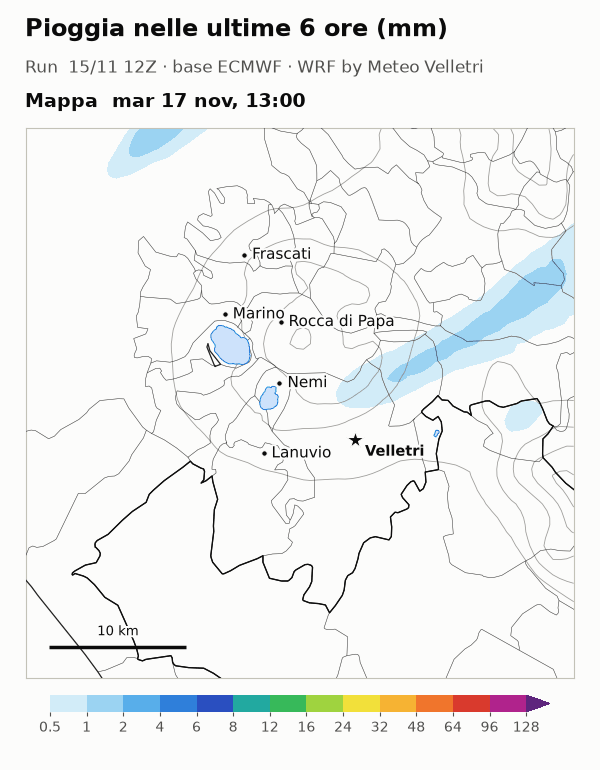 Pioggia nelle ultime 6 ore (mm)
Run  15/11 12Z · base ECMWF · WRF by Meteo Velletri
Mappa  mar 17 nov, 13:00
Frascati
Marino
Rocca di Papa
Nemi
Velletri
Lanuvio
10 km
0.5 1 2 4 6 8 12 16 24 32 48 64 96 128